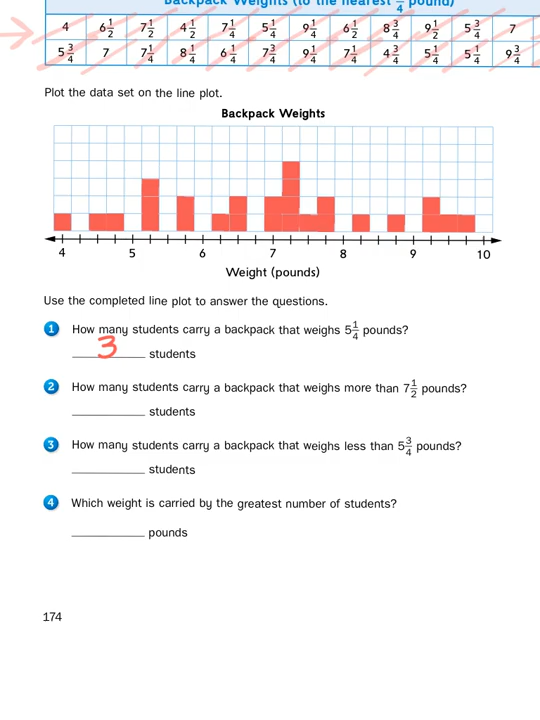 Backpack Weights (to the nearest 1/4 pound)
4 6 1/2 7 1/2 4 1/2 7 1/4 5 1/4 9 1/4 6 1/2 8 3/4 9 1/2 5 3/4 7
5 3/4 7 7 1/4 8 1/4 6 1/4 7 3/4 9 1/4 7 1/4 4 3/4 5 1/4 5 1/4 9 3/4
Plot the data set on the line plot.
Backpack Weights
4 5 6 7 8 9 10
Weight (pounds)
Use the completed line plot to answer the questions.
1 How many students carry a backpack that weighs 5 1/4 pounds?
3 students
2 How many students carry a backpack that weighs more than 7 1/2 pounds?
students
3 How many students carry a backpack that weighs less than 5 3/4 pounds?
students
4 Which weight is carried by the greatest number of students?
pounds
174